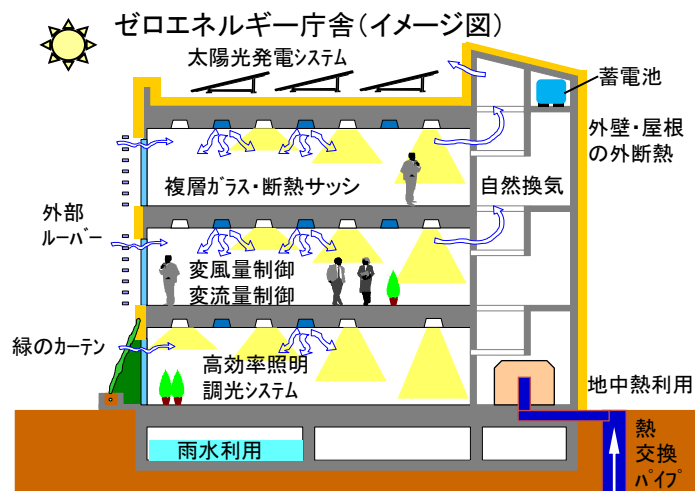 ゼロエネルギー庁舎(イメージ図)
太陽光発電システム
蓄電池
外壁・屋根
の外断熱
複層ｶﾞﾗｽ・断熱サッシ
自然換気
外部
ルーバー
変風量制御
変流量制御
緑のカーテン
高効率照明
調光システム
地中熱利用
雨水利用
熱
交換
ﾊﾟｲﾌﾟ